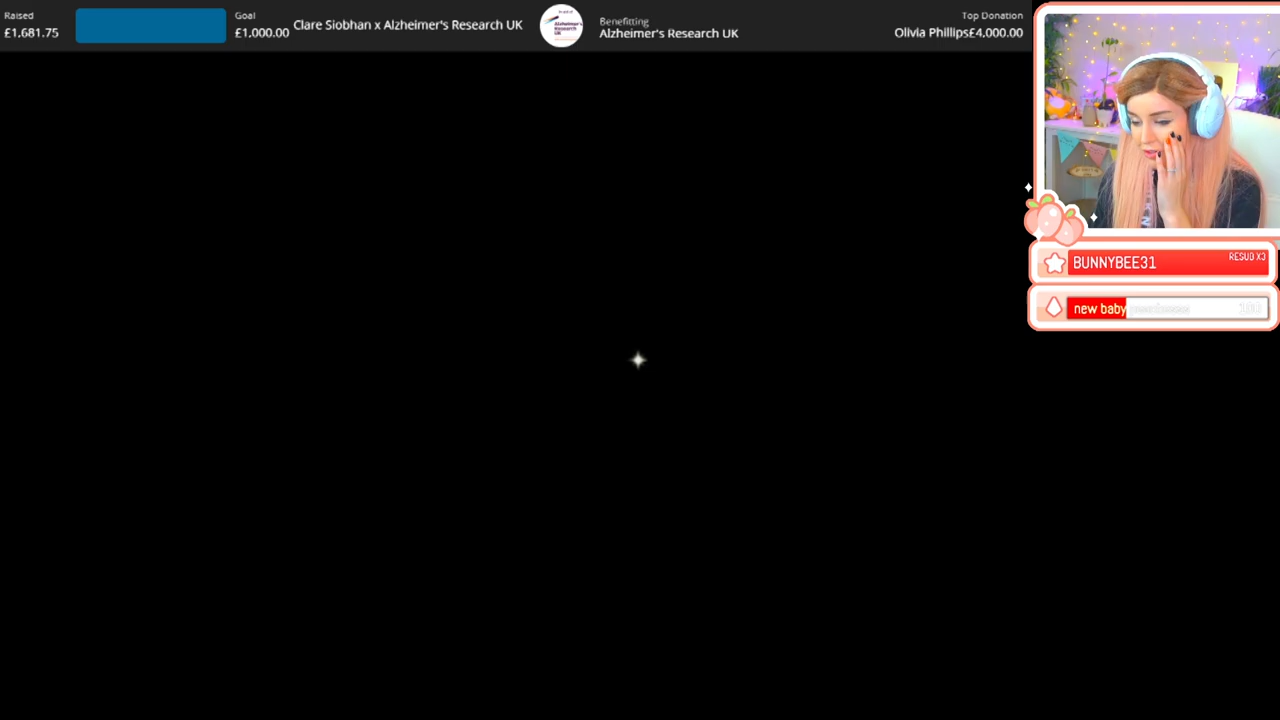 Raised
£1,681.75
Goal
£1,000.00
Clare Siobhan x Alzheimer's Research UK
Alzheimer's
Research
UK
Benefitting
Alzheimer's Research UK
Top Donation
Olivia Phillips£4,000.00
BUNNYBEE31
RESUB X3
new baby